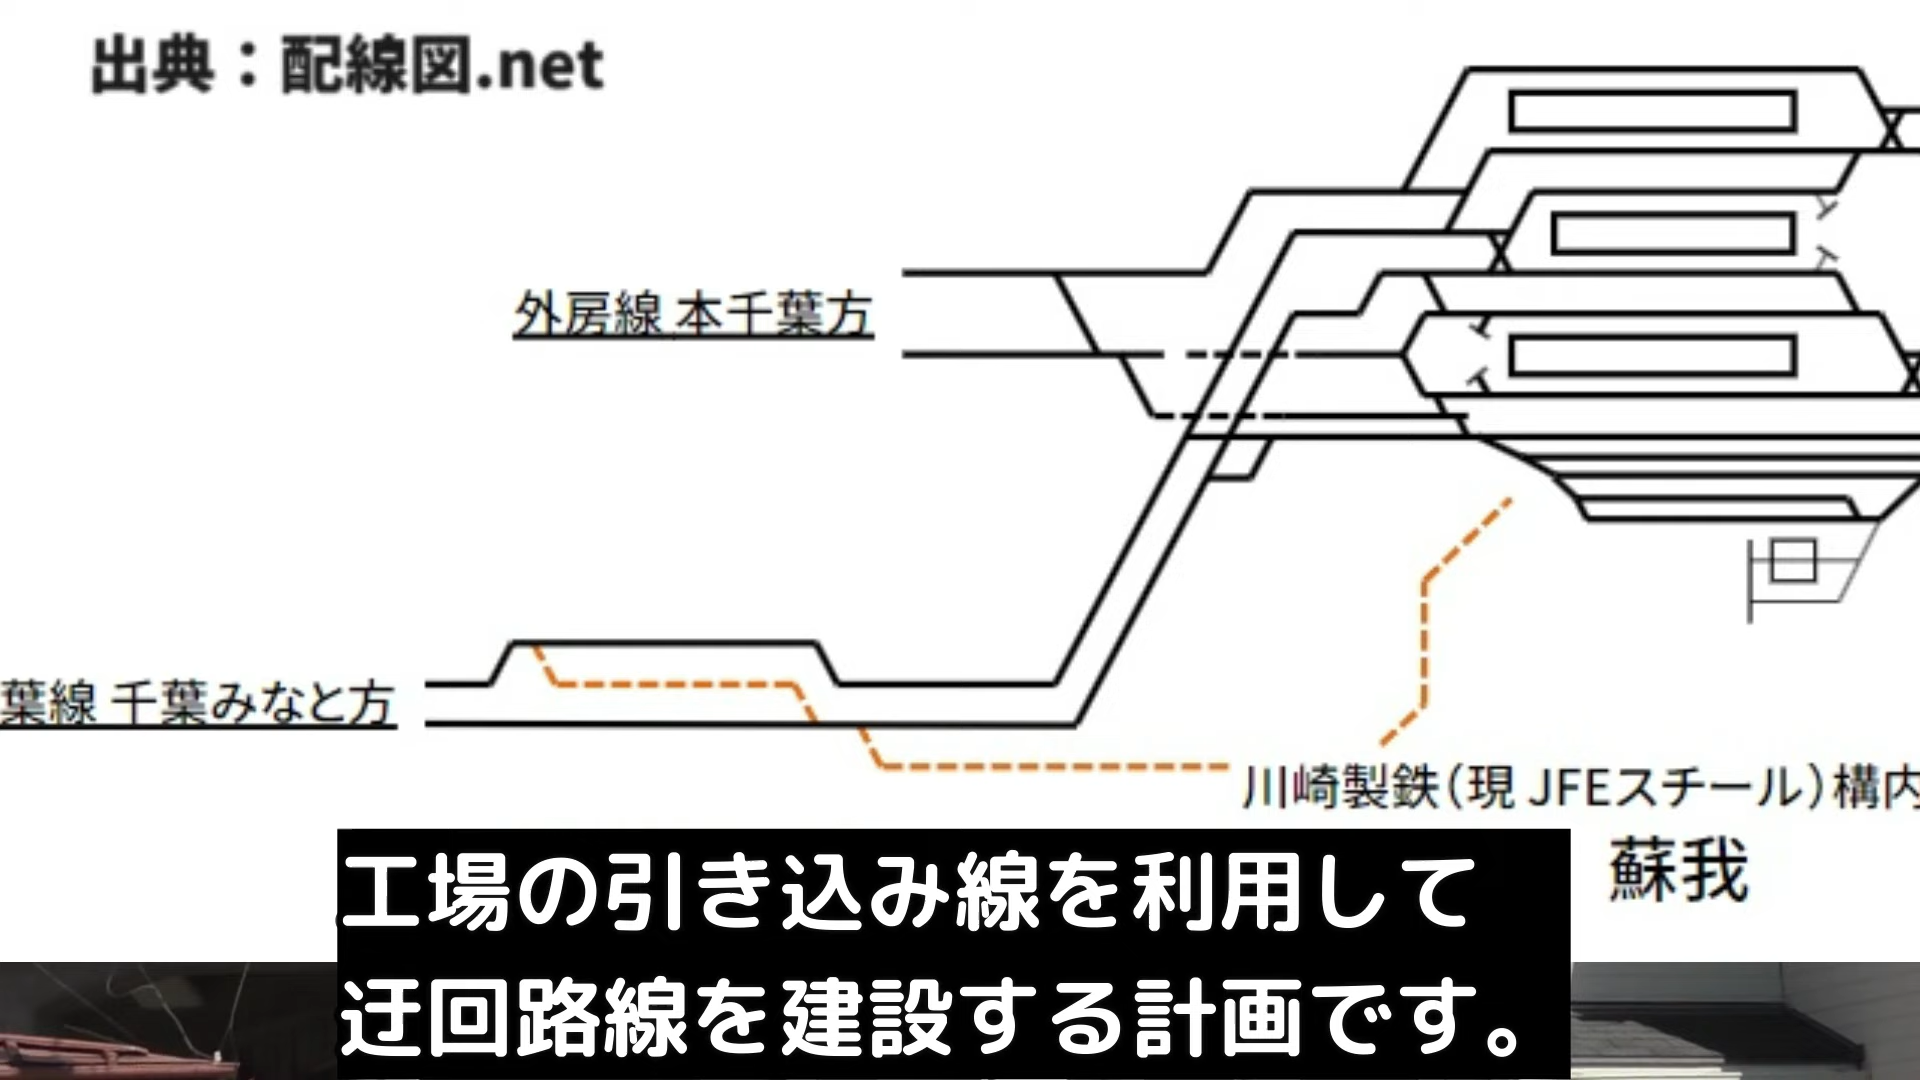 出典：配線図.net
外房線 本千葉方
葉線 千葉みなと方
川崎製鉄（現 JFEスチール）構内
蘇我
工場の引き込み線を利用して
迂回路線を建設する計画です。